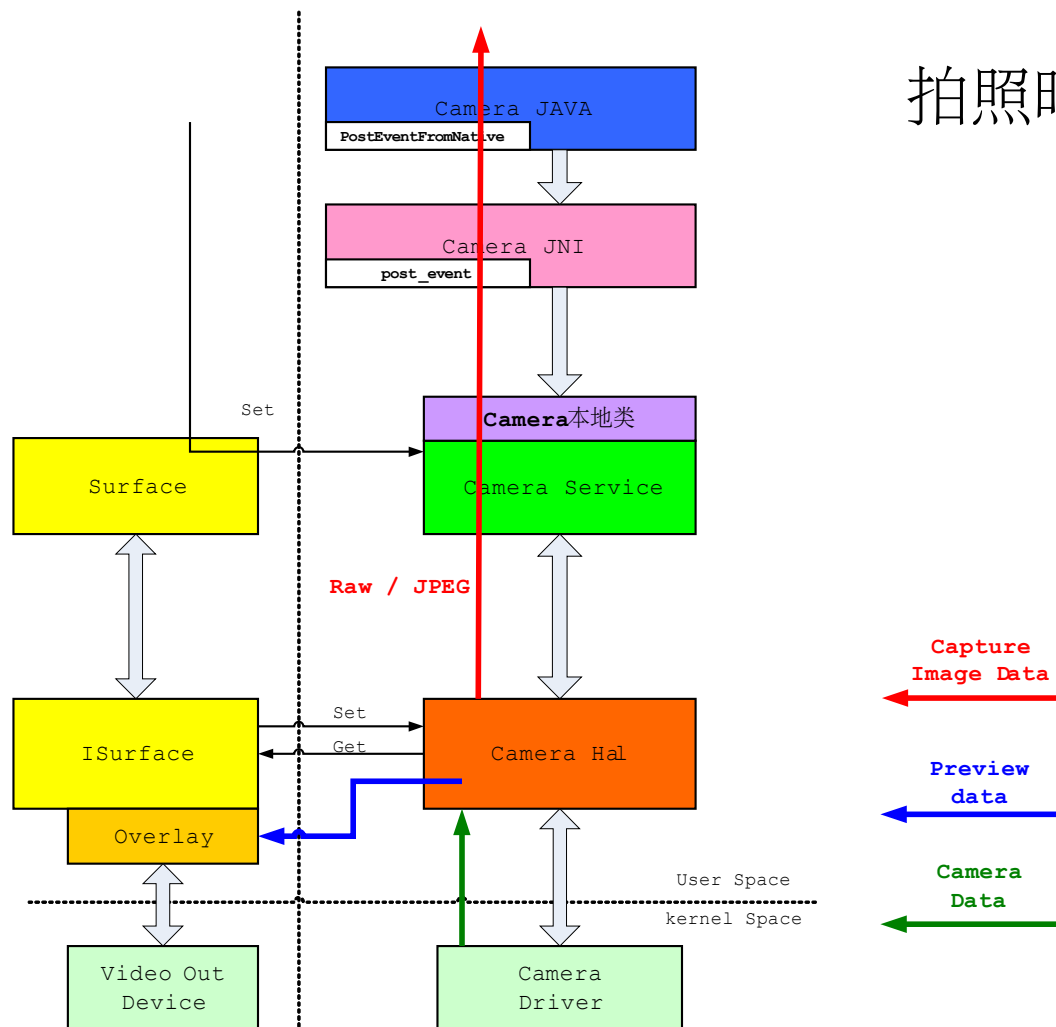 拍照
Camera JAVA
PostEventFromNative
Camera JNI
post_event
Set
Camera本地类
Surface
Camera Service
Raw / JPEG
Capture
Image Data
Set
ISurface
Get
Camera Hal
Preview
data
Overlay
User Space
kernel Space
Camera
Data
Video Out
Device
Camera
Driver